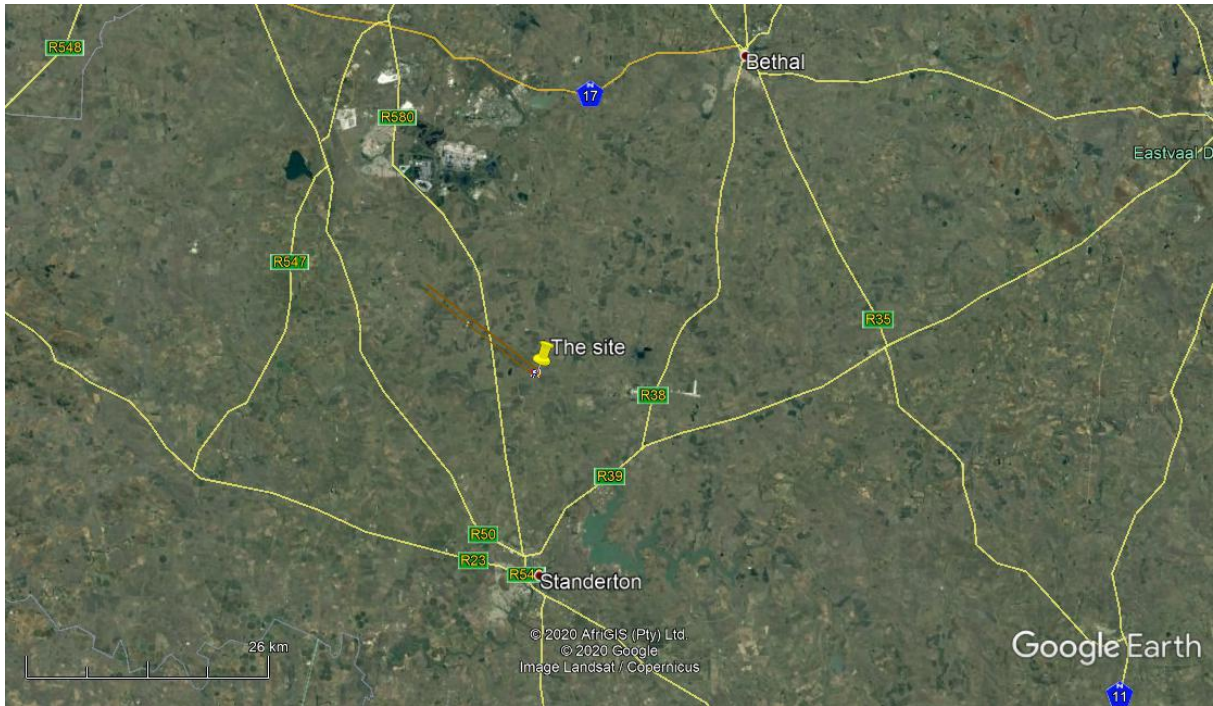 R548
Bethal
17
R580
Eastvaal D
R547
R35
The site
R38
R39
R50
R23
R54
Standerton
© 2020 AfriGIS (Pty) Ltd.
© 2020 Google
Image Landsat / Copernicus
26 km
Google Earth
11